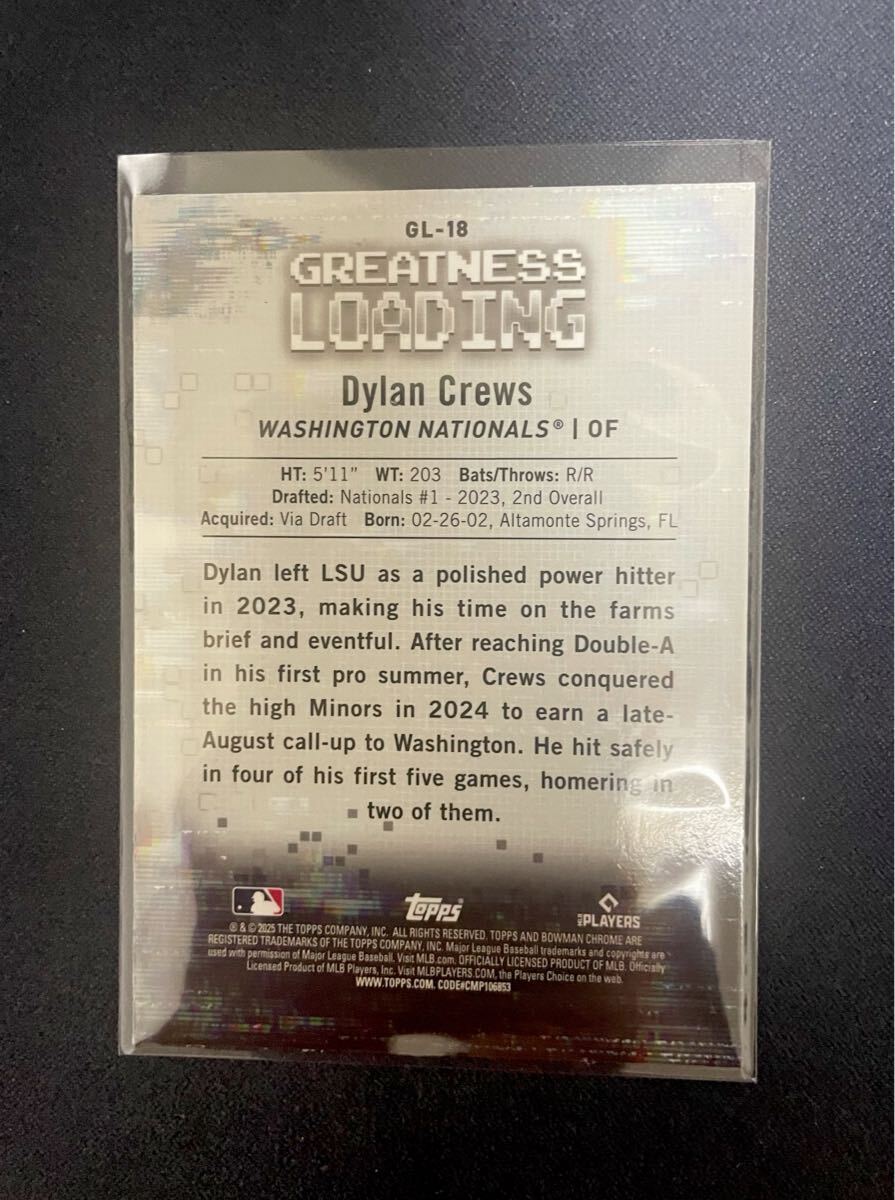 GL-18
GREATNESS
LOADING
Dylan Crews
WASHINGTON NATIONALS® | OF
HT: 5'11" WT: 203 Bats/Throws: R/R
Drafted: Nationals #1 - 2023, 2nd Overall
Acquired: Via Draft Born: 02-26-02, Altamonte Springs, FL
Dylan left LSU as a polished power hitter
in 2023, making his time on the farms
brief and eventful. After reaching Double-A
in his first pro summer, Crews conquered
the high Minors in 2024 to earn a late-
August call-up to Washington. He hit safely
in four of his first five games, homering in
two of them.
topps
MLB PLAYERS
® & © 2025 THE TOPPS COMPANY, INC. ALL RIGHTS RESERVED. TOPPS AND BOWMAN CHROME ARE
REGISTERED TRADEMARKS OF THE TOPPS COMPANY, INC. Major League Baseball trademarks and copyrights are
used with permission of Major League Baseball. Visit MLB.com. OFFICIALLY LICENSED PRODUCT OF MLB. Officially
Licensed Product of MLB Players, Inc. Visit MLBPLAYERS.COM, the Players Choice on the web.
WWW.TOPPS.COM. CODE#CMP106853